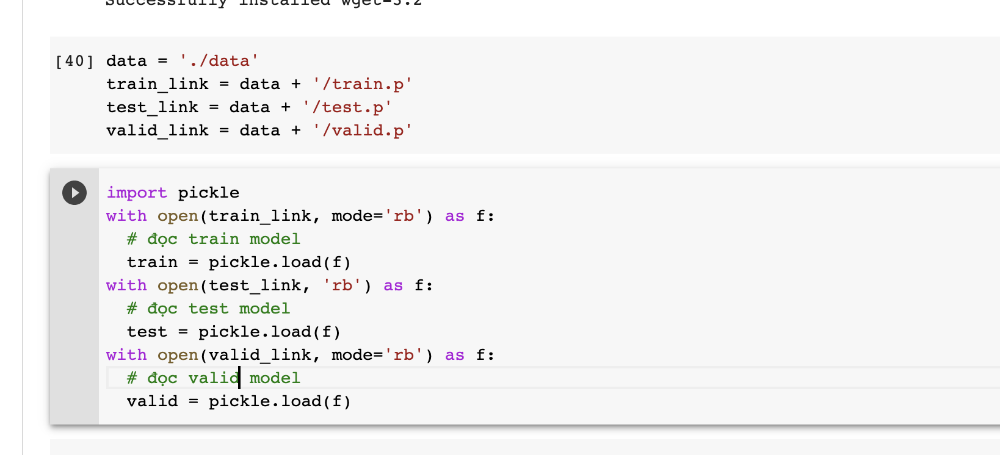 Successfully installed wget-3.2
[40] data = './data'
train_link = data + '/train.p'
test_link = data + '/test.p'
valid_link = data + '/valid.p'
import pickle
with open(train_link, mode='rb') as f:
  # đọc train model
  train = pickle.load(f)
with open(test_link, 'rb') as f:
  # đọc test model
  test = pickle.load(f)
with open(valid_link, mode='rb') as f:
  # đọc valid model
  valid = pickle.load(f)